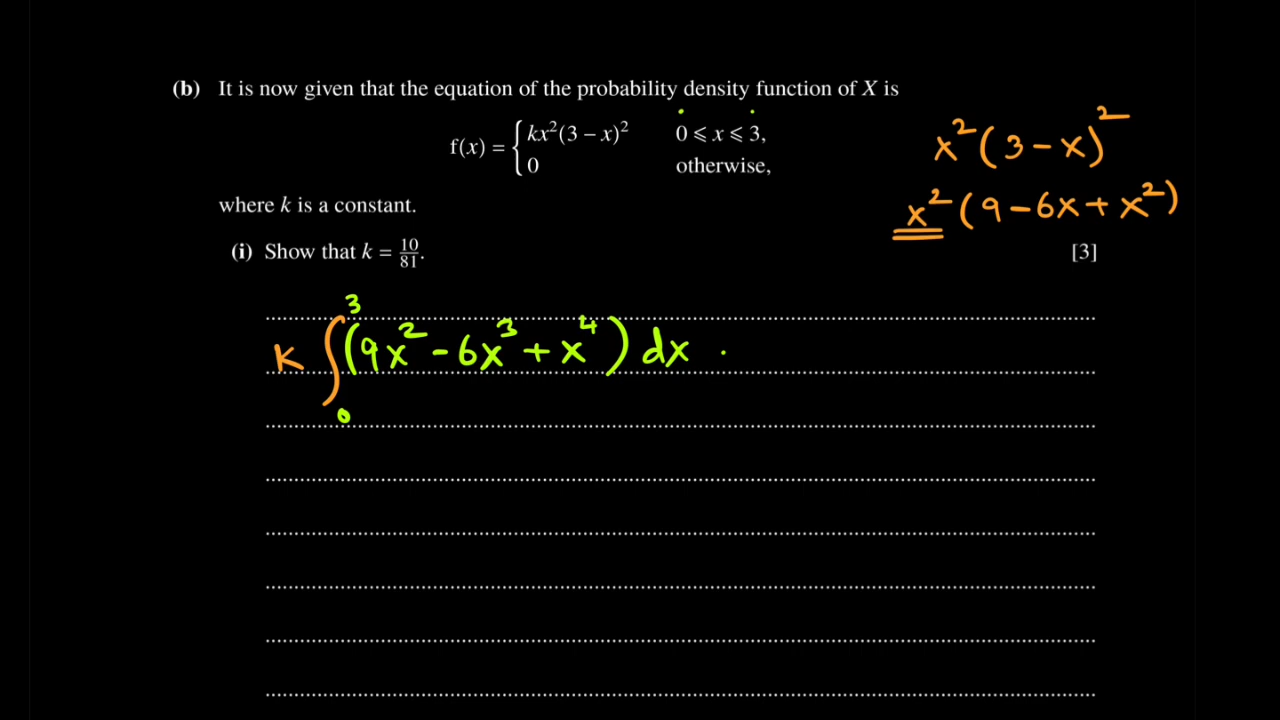 (b) It is now given that the equation of the probability density function of X is
f(x) = { kx²(3 − x)² 0 ⩽ x ⩽ 3,
0 otherwise,
x²(3 − x)²
x²(9 − 6x + x²)
where k is a constant.
(i) Show that k = 10/81. [3]
k ∫₀³ (9x² − 6x³ + x⁴) dx .